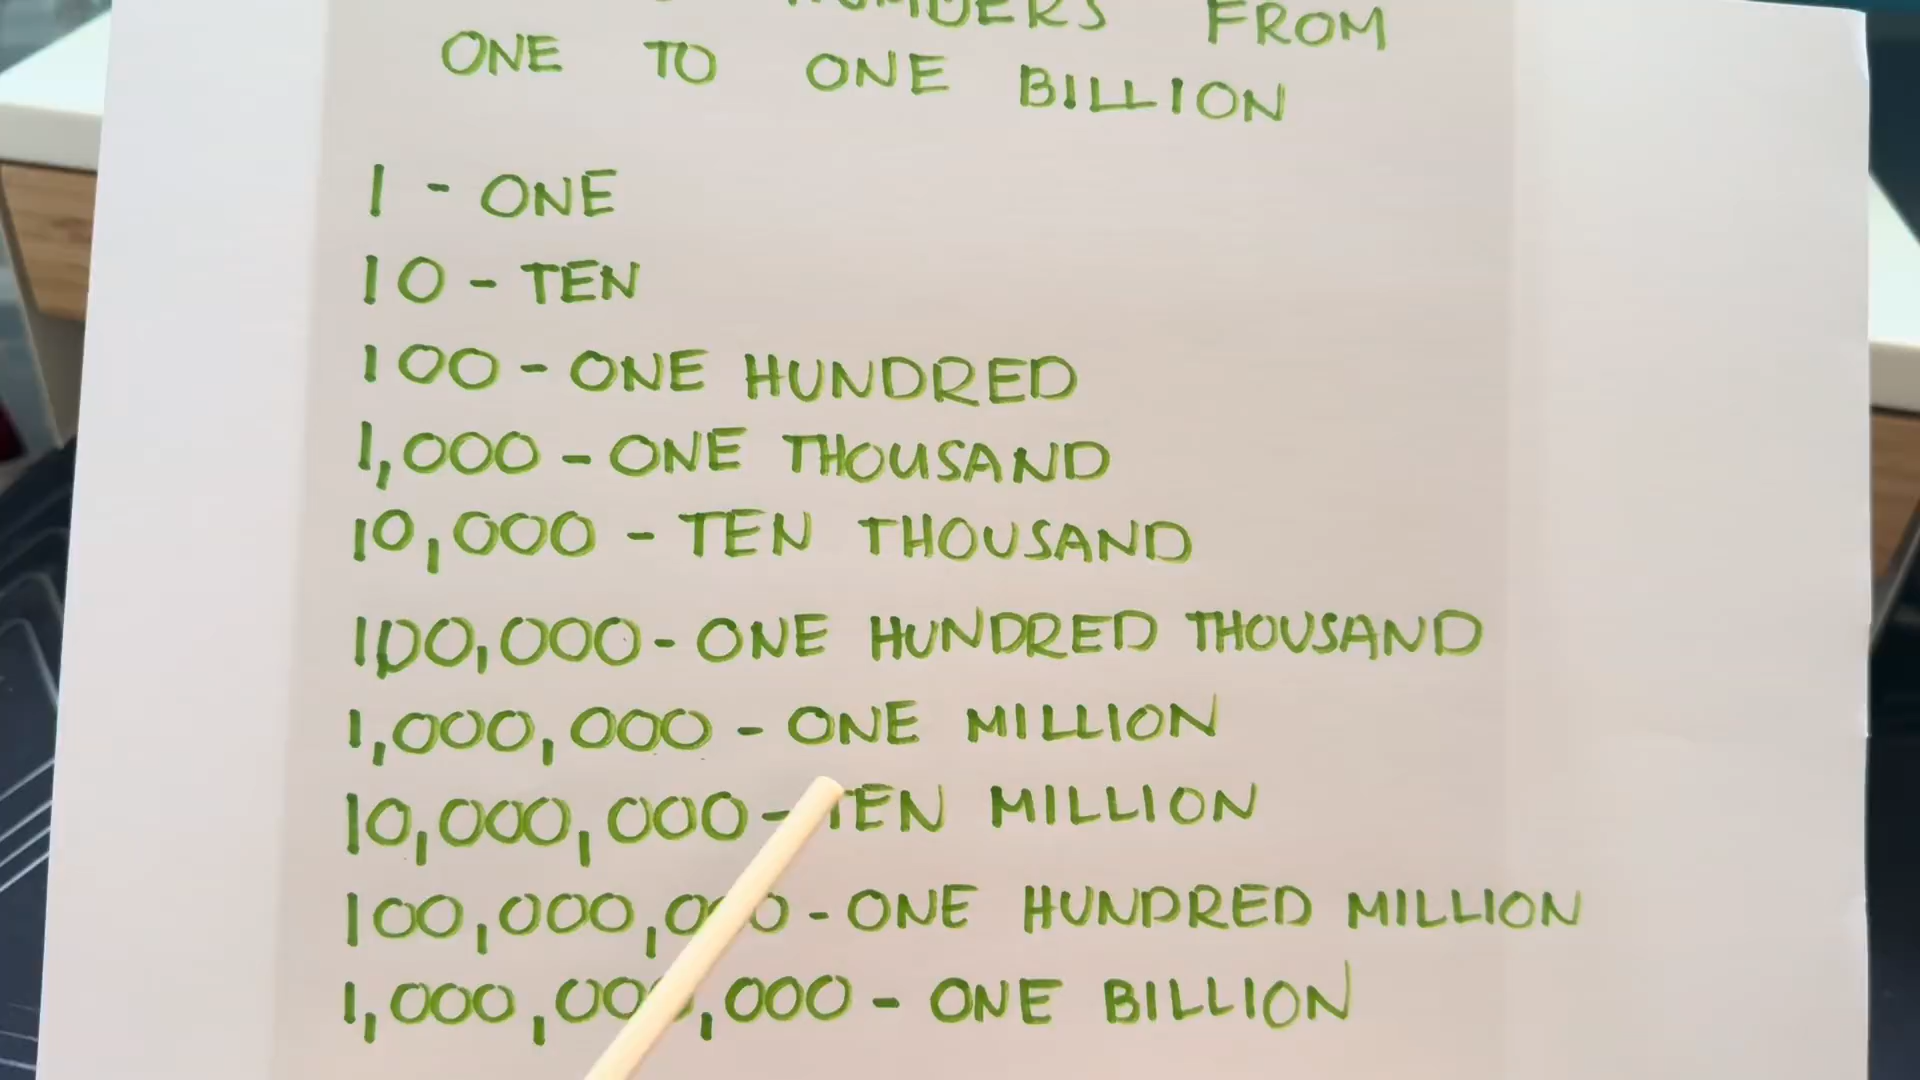 NUMBERS FROM
ONE TO ONE BILLION
1 - ONE
10 - TEN
100 - ONE HUNDRED
1,000 - ONE THOUSAND
10,000 - TEN THOUSAND
100,000 - ONE HUNDRED THOUSAND
1,000,000 - ONE MILLION
10,000,000 - TEN MILLION
100,000,000 - ONE HUNDRED MILLION
1,000,000,000 - ONE BILLION